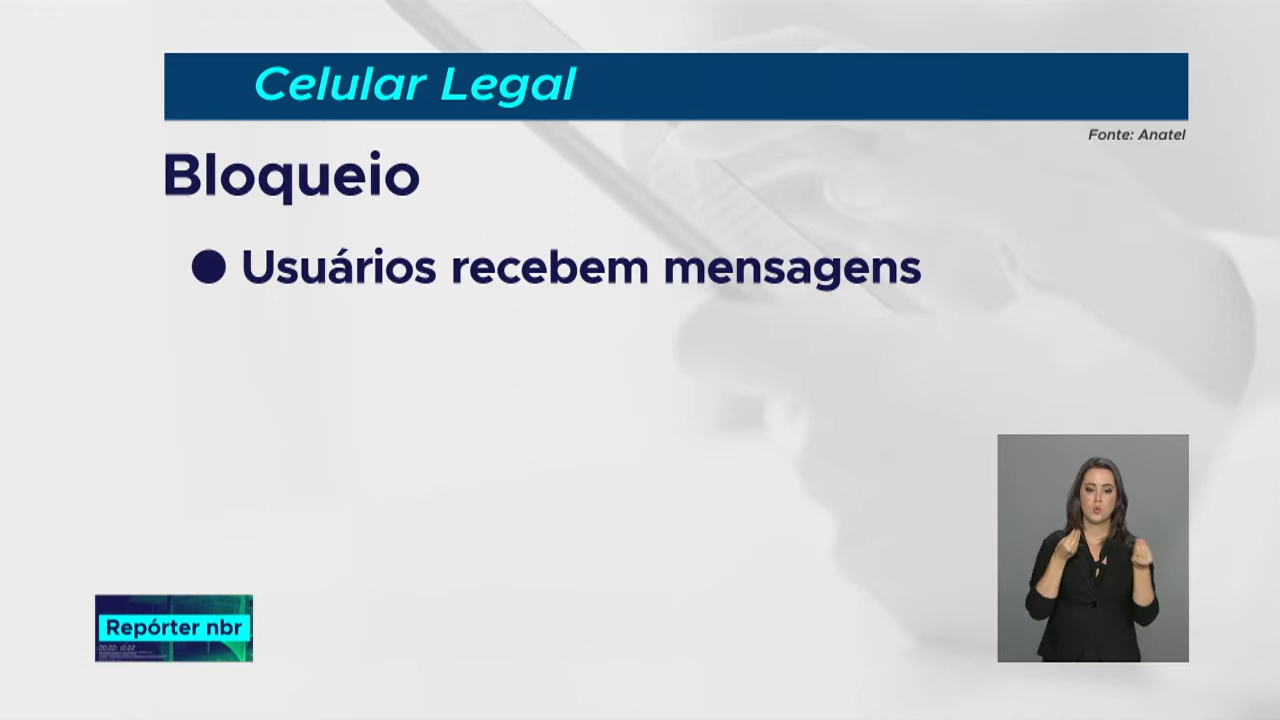 Celular Legal
Fonte: Anatel
Bloqueio
● Usuários recebem mensagens
Repórter nbr